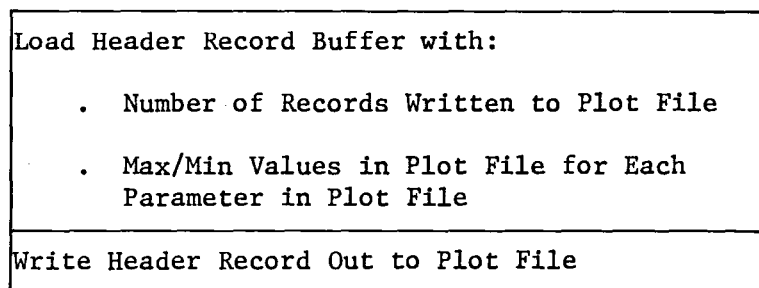 Load Header Record Buffer with:
. Number of Records Written to Plot File
. Max/Min Values in Plot File for Each
Parameter in Plot File
Write Header Record Out to Plot File